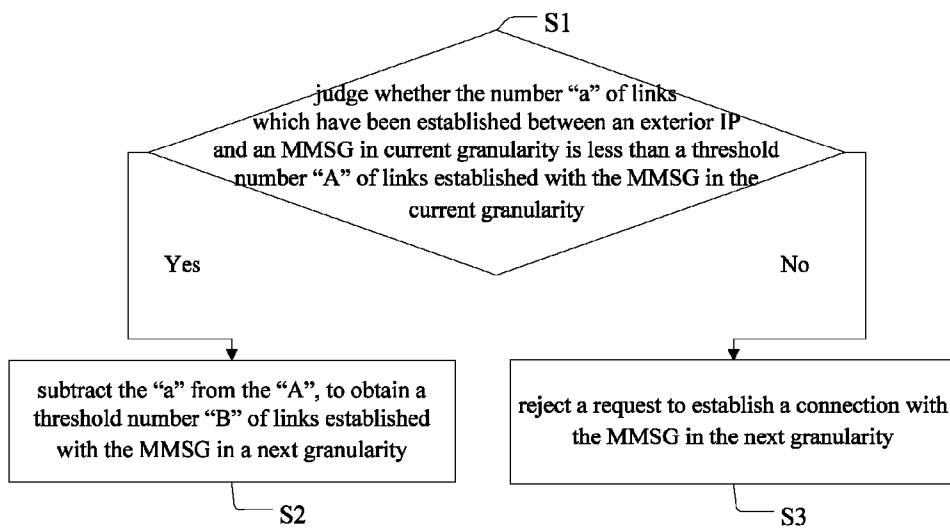 S1
judge whether the number “a” of links
which have been established between an exterior IP
and an MMSG in current granularity is less than a threshold
number “A” of links established with the MMSG in the
current granularity
Yes
No
subtract the “a” from the “A”, to obtain a
threshold number “B” of links established
with the MMSG in a next granularity
reject a request to establish a connection with
the MMSG in the next granularity
S2
S3